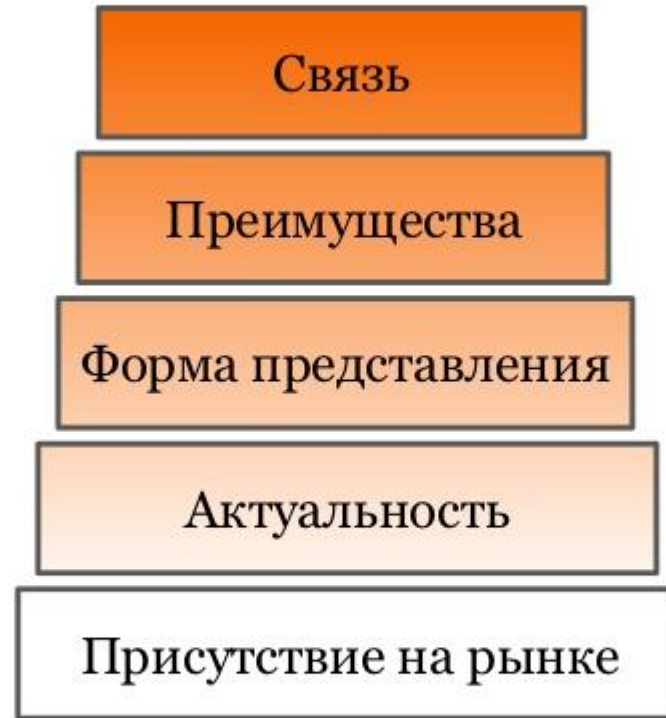 Связь
Преимущества
Форма представления
Актуальность
Присутствие на рынке